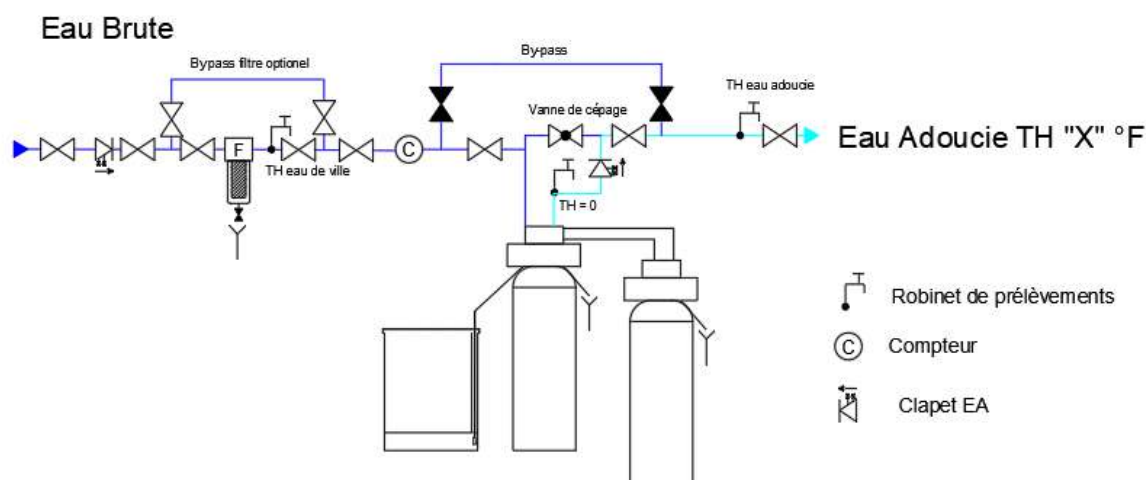 Eau Brute
Bypass filtre optionel
By-pass
TH eau adoucie
Vanne de cépage
Eau Adoucie TH "X" °F
F
C
TH eau de ville
TH = 0
Robinet de prélèvements
C
Compteur
Clapet EA